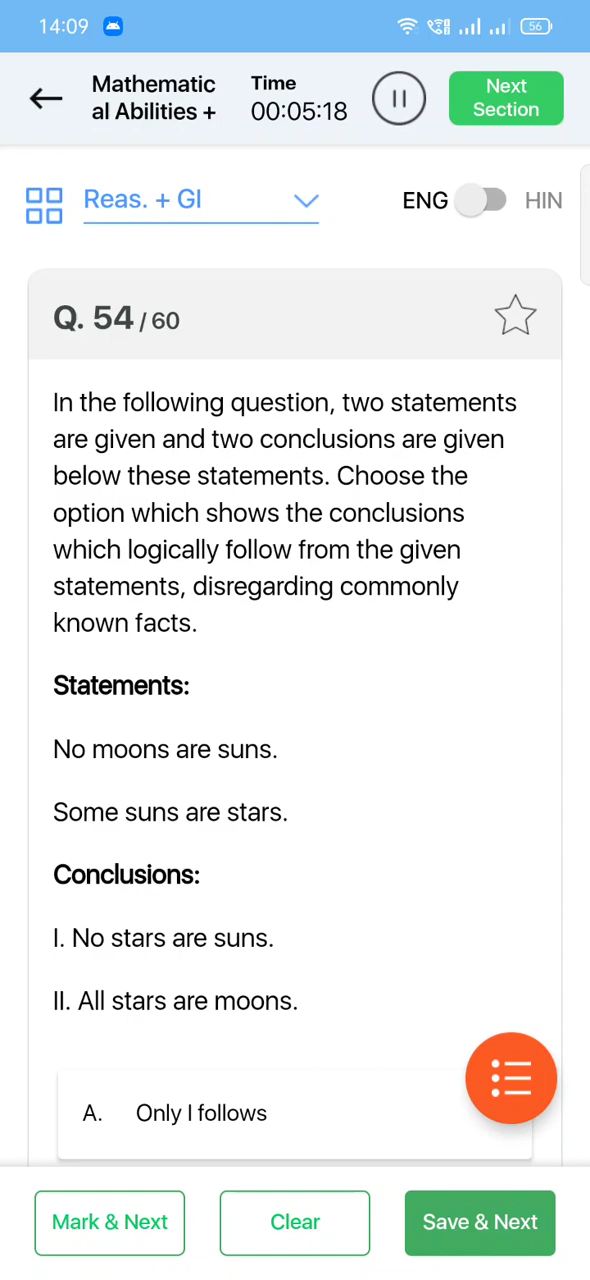 14:09
56
Mathematic
al Abilities +
Time
00:05:18
Next
Section
Reas. + GI
ENG
HIN
Q. 54 / 60
In the following question, two statements
are given and two conclusions are given
below these statements. Choose the
option which shows the conclusions
which logically follow from the given
statements, disregarding commonly
known facts.
Statements:
No moons are suns.
Some suns are stars.
Conclusions:
I. No stars are suns.
II. All stars are moons.
A. Only I follows
Mark & Next
Clear
Save & Next